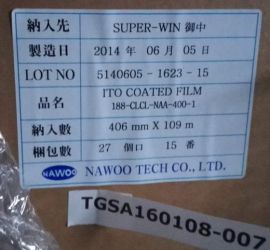 納入先 SUPER-WIN 御中
製造日 2014 年 06 月 05 日
LOT NO 5140605 - 1623 - 15
品名 ITO COATED FILM
188-CLCL-NAA-400-1
納入數 406 mm X 109 m
梱包數 27 個口 15 番
NAWOO NAWOO TECH CO., LTD.
TGSA160108-007